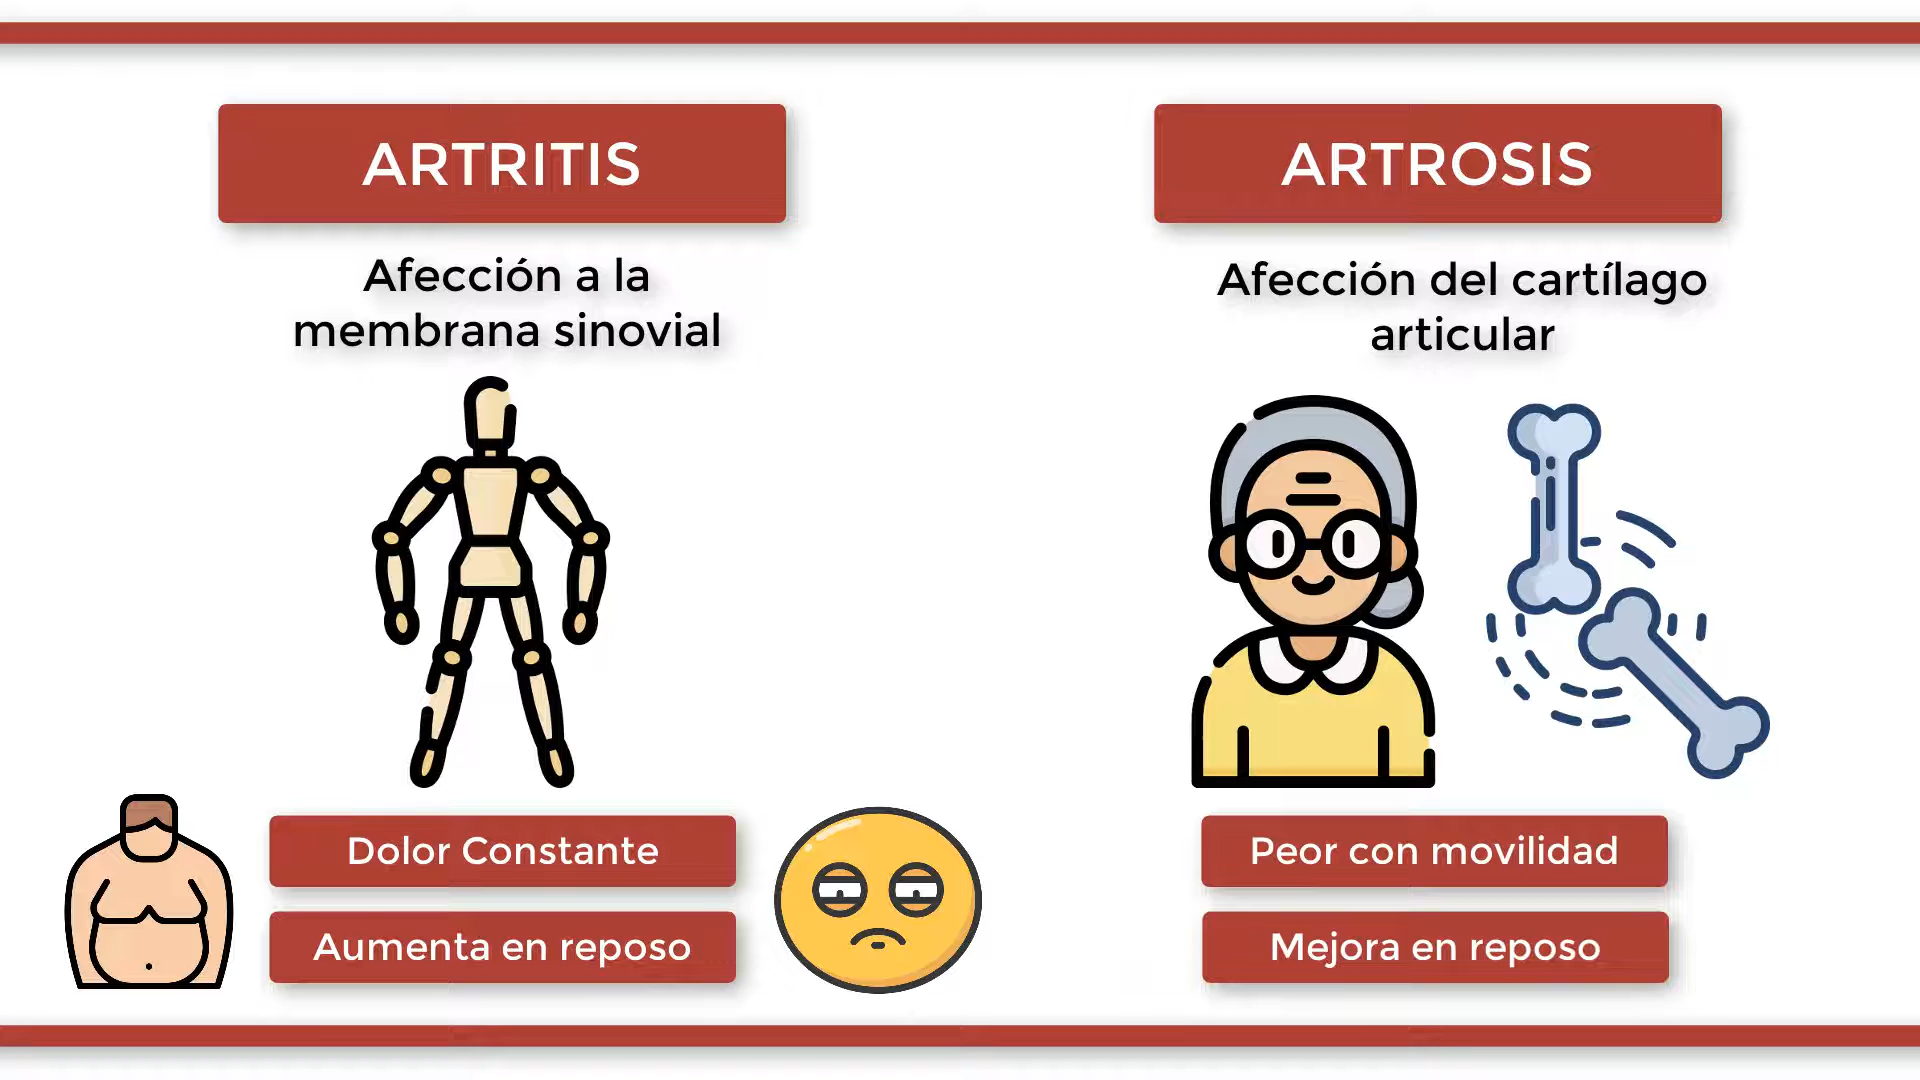 ARTRITIS
Afección a la
membrana sinovial
Dolor Constante
Aumenta en reposo
ARTROSIS
Afección del cartílago
articular
Peor con movilidad
Mejora en reposo